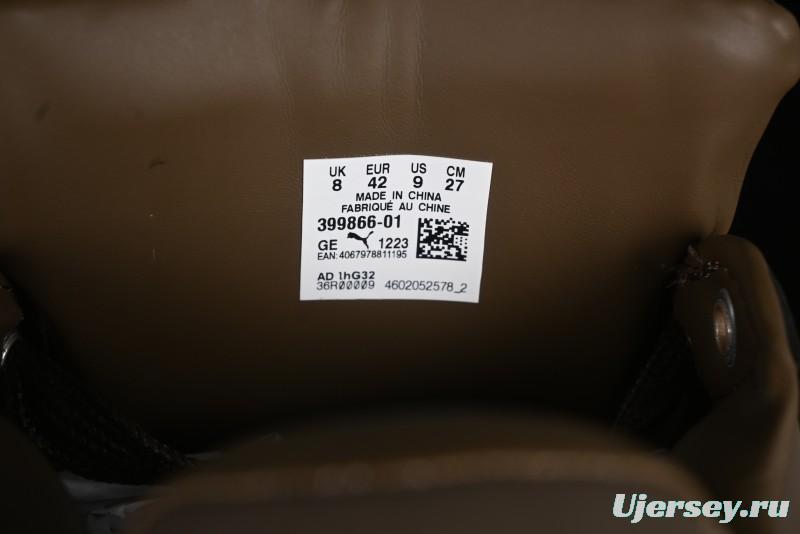 UK EUR US CM
8 42 9 27
MADE IN CHINA
FABRIQUÉ AU CHINE
399866-01
GE 1223
EAN: 4067978811195
AD 1hG32
36R00009 4602052578_2
Ujersey.ru